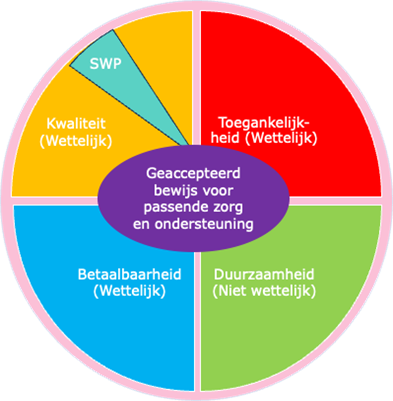 SWP
Kwaliteit
(Wettelijk)
Toegankelijk-
heid (Wettelijk)
Geaccepteerd
bewijs voor
passende zorg
en ondersteuning
Betaalbaarheid
(Wettelijk)
Duurzaamheid
(Niet wettelijk)